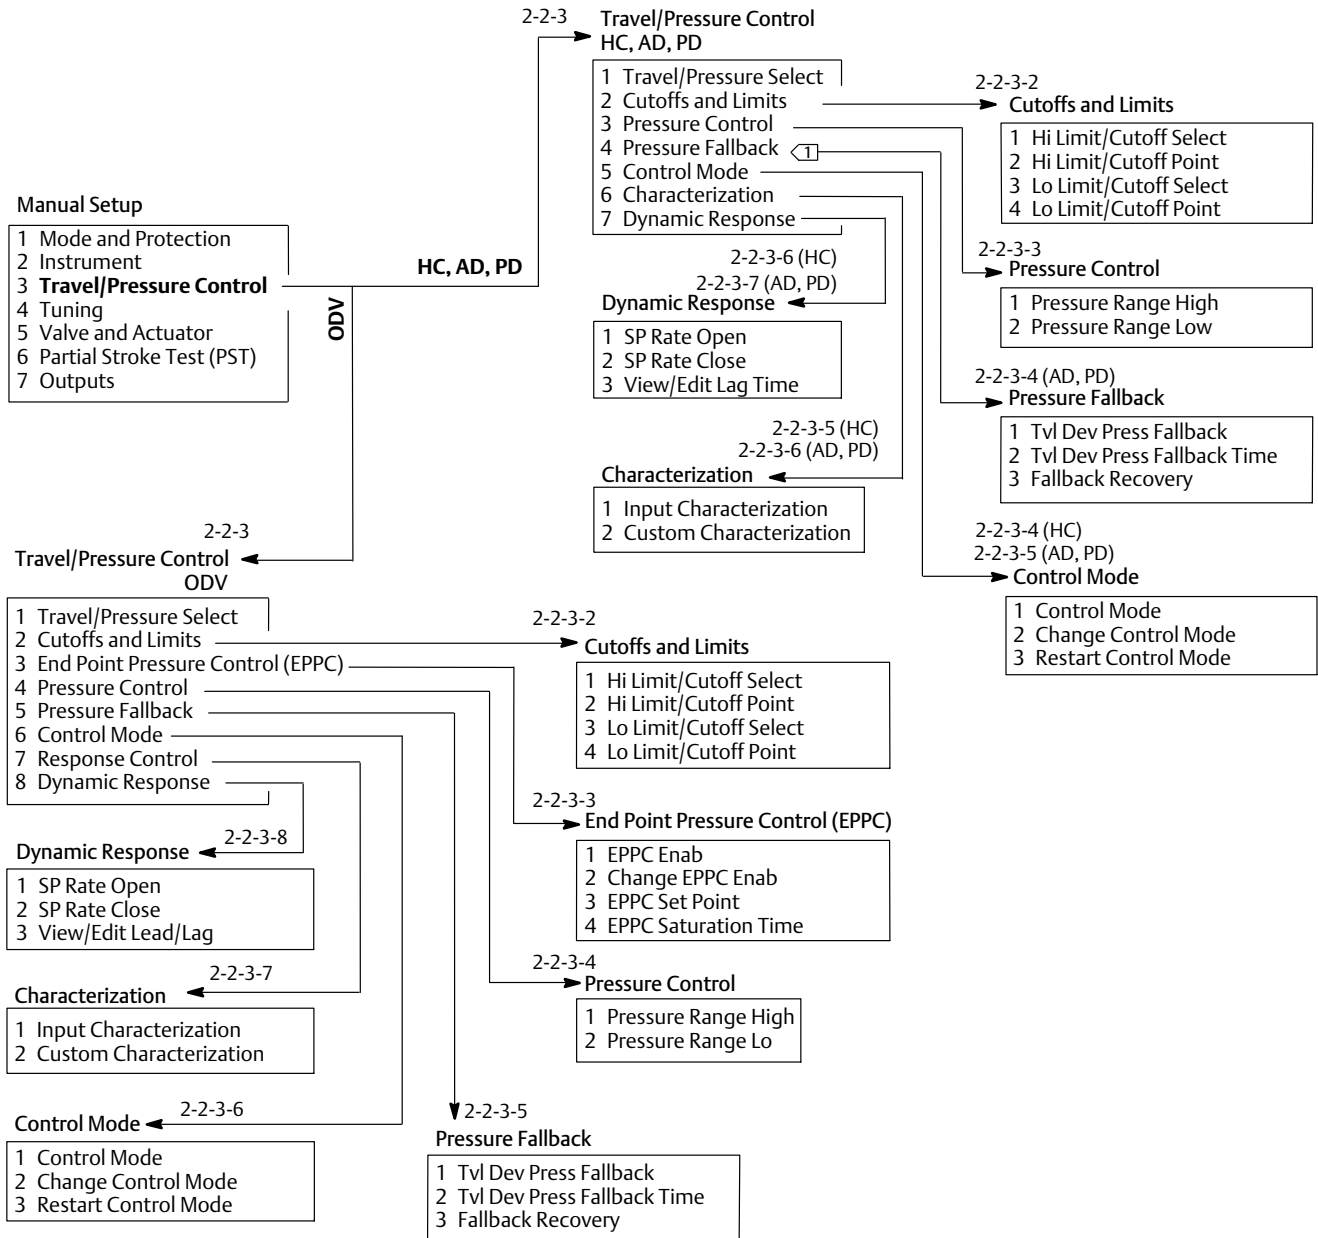 2-2-3
Travel/Pressure Control
HC, AD, PD
1 Travel/Pressure Select
2 Cutoffs and Limits
3 Pressure Control
4 Pressure Fallback 1
5 Control Mode
6 Characterization
7 Dynamic Response
2-2-3-2
Cutoffs and Limits
1 Hi Limit/Cutoff Select
2 Hi Limit/Cutoff Point
3 Lo Limit/Cutoff Select
4 Lo Limit/Cutoff Point
Manual Setup
1 Mode and Protection
2 Instrument
3 Travel/Pressure Control
4 Tuning
5 Valve and Actuator
6 Partial Stroke Test (PST)
7 Outputs
HC, AD, PD
ODV
2-2-3-6 (HC)
2-2-3-7 (AD, PD)
Dynamic Response
1 SP Rate Open
2 SP Rate Close
3 View/Edit Lag Time
2-2-3-3
Pressure Control
1 Pressure Range High
2 Pressure Range Low
2-2-3-4 (AD, PD)
Pressure Fallback
1 Tvl Dev Press Fallback
2 Tvl Dev Press Fallback Time
3 Fallback Recovery
2-2-3-5 (HC)
2-2-3-6 (AD, PD)
Characterization
1 Input Characterization
2 Custom Characterization
2-2-3-4 (HC)
2-2-3-5 (AD, PD)
Control Mode
1 Control Mode
2 Change Control Mode
3 Restart Control Mode
2-2-3
Travel/Pressure Control
ODV
1 Travel/Pressure Select
2 Cutoffs and Limits
3 End Point Pressure Control (EPPC)
4 Pressure Control
5 Pressure Fallback
6 Control Mode
7 Response Control
8 Dynamic Response
2-2-3-2
Cutoffs and Limits
1 Hi Limit/Cutoff Select
2 Hi Limit/Cutoff Point
3 Lo Limit/Cutoff Select
4 Lo Limit/Cutoff Point
2-2-3-3
End Point Pressure Control (EPPC)
1 EPPC Enab
2 Change EPPC Enab
3 EPPC Set Point
4 EPPC Saturation Time
2-2-3-8
Dynamic Response
1 SP Rate Open
2 SP Rate Close
3 View/Edit Lead/Lag
2-2-3-7
Characterization
1 Input Characterization
2 Custom Characterization
2-2-3-4
Pressure Control
1 Pressure Range High
2 Pressure Range Lo
2-2-3-6
Control Mode
1 Control Mode
2 Change Control Mode
3 Restart Control Mode
2-2-3-5
Pressure Fallback
1 Tvl Dev Press Fallback
2 Tvl Dev Press Fallback Time
3 Fallback Recovery